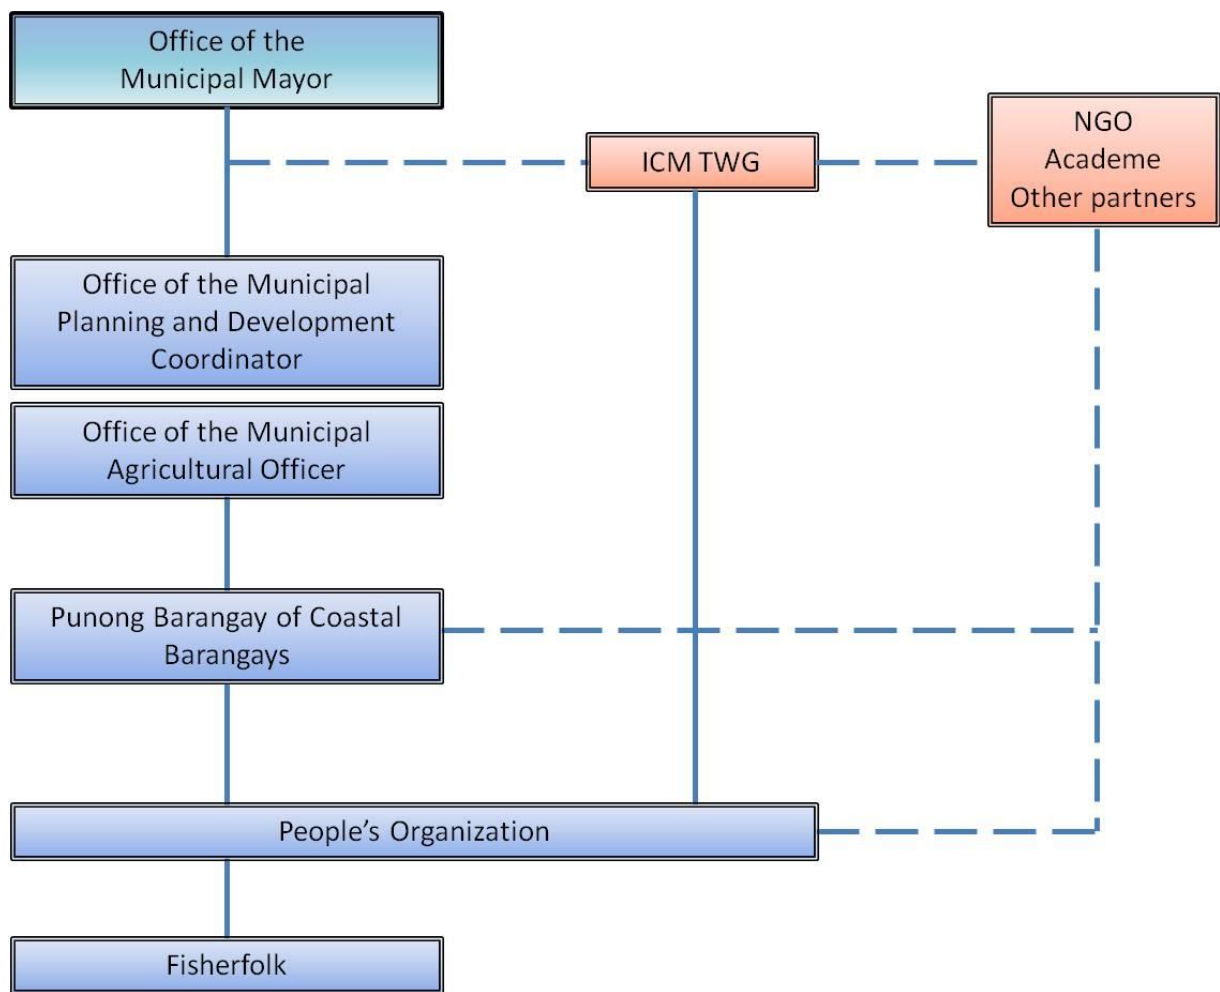 Office of the
Municipal Mayor
ICM TWG
NGO
Academe
Other partners
Office of the Municipal
Planning and Development
Coordinator
Office of the Municipal
Agricultural Officer
Punong Barangay of Coastal
Barangays
People’s Organization
Fisherfolk